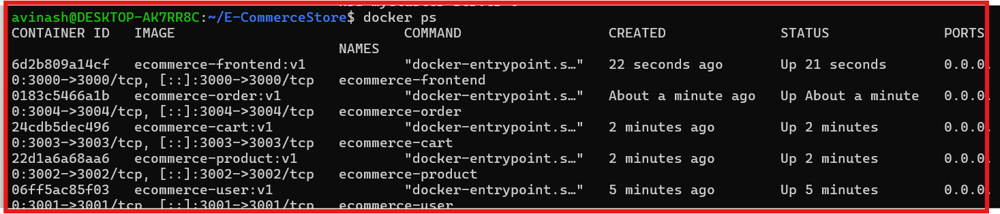 avinash@DESKTOP-AK7RR8C:~/E-CommerceStore$ docker ps
CONTAINER ID   IMAGE                            COMMAND                  CREATED              STATUS              PORTS
                                        NAMES
6d2b809a14cf   ecommerce-frontend:v1            "docker-entrypoint.s…"   22 seconds ago       Up 21 seconds       0.0.0.
0:3000->3000/tcp, [::]:3000->3000/tcp   ecommerce-frontend
0183c5466a1b   ecommerce-order:v1               "docker-entrypoint.s…"   About a minute ago   Up About a minute   0.0.0.
0:3004->3004/tcp, [::]:3004->3004/tcp   ecommerce-order
24cdb5dec496   ecommerce-cart:v1                "docker-entrypoint.s…"   2 minutes ago        Up 2 minutes        0.0.0.
0:3003->3003/tcp, [::]:3003->3003/tcp   ecommerce-cart
22d1a6a68aa6   ecommerce-product:v1             "docker-entrypoint.s…"   2 minutes ago        Up 2 minutes        0.0.0.
0:3002->3002/tcp, [::]:3002->3002/tcp   ecommerce-product
06ff5ac85f03   ecommerce-user:v1                "docker-entrypoint.s…"   5 minutes ago        Up 5 minutes        0.0.0.
0:3001->3001/tcp, [::]:3001->3001/tcp   ecommerce-user